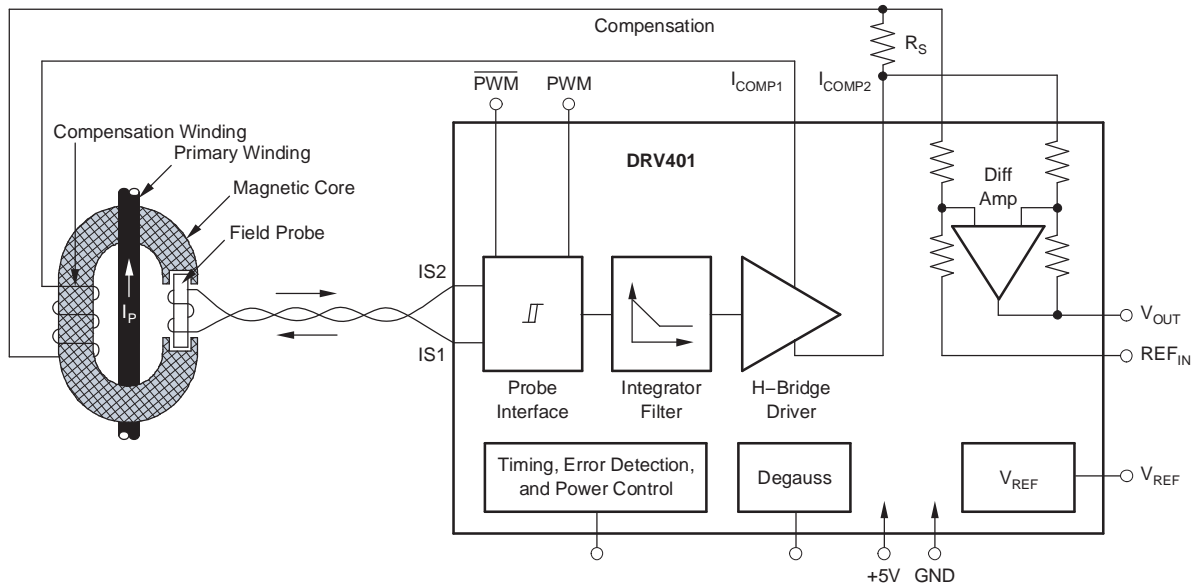 Compensation
R_S
PWM PWM
I_COMP1 I_COMP2
Compensation Winding
Primary Winding
Magnetic Core
Field Probe
I_P
DRV401
Diff
Amp
IS2
IS1
V_OUT
REF_IN
Probe
Interface
Integrator
Filter
H−Bridge
Driver
Timing, Error Detection,
and Power Control
Degauss
V_REF
V_REF
+5V GND